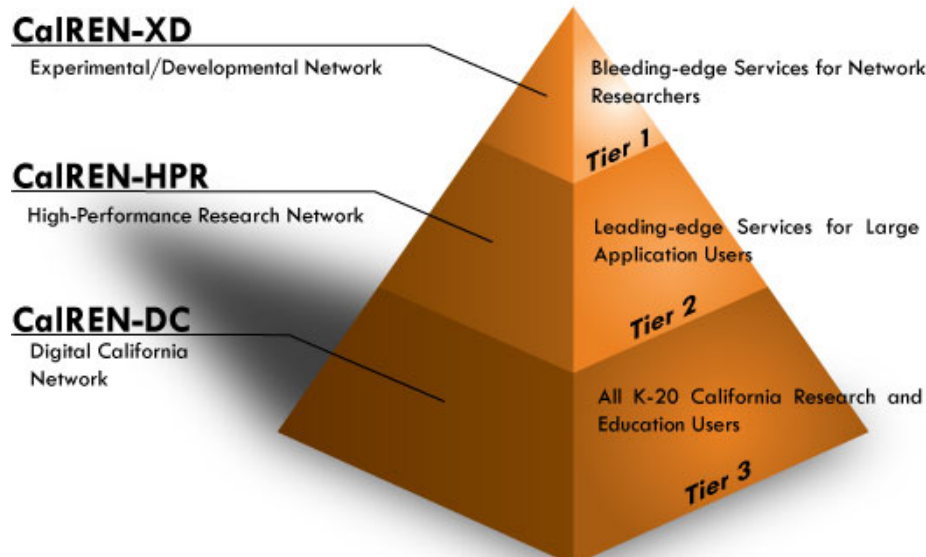 CalREN-XD
Experimental/Developmental Network
Bleeding-edge Services for Network
Researchers
Tier 1
CalREN-HPR
High-Performance Research Network
Leading-edge Services for Large
Application Users
Tier 2
CalREN-DC
Digital California
Network
All K-20 California Research and
Education Users
Tier 3